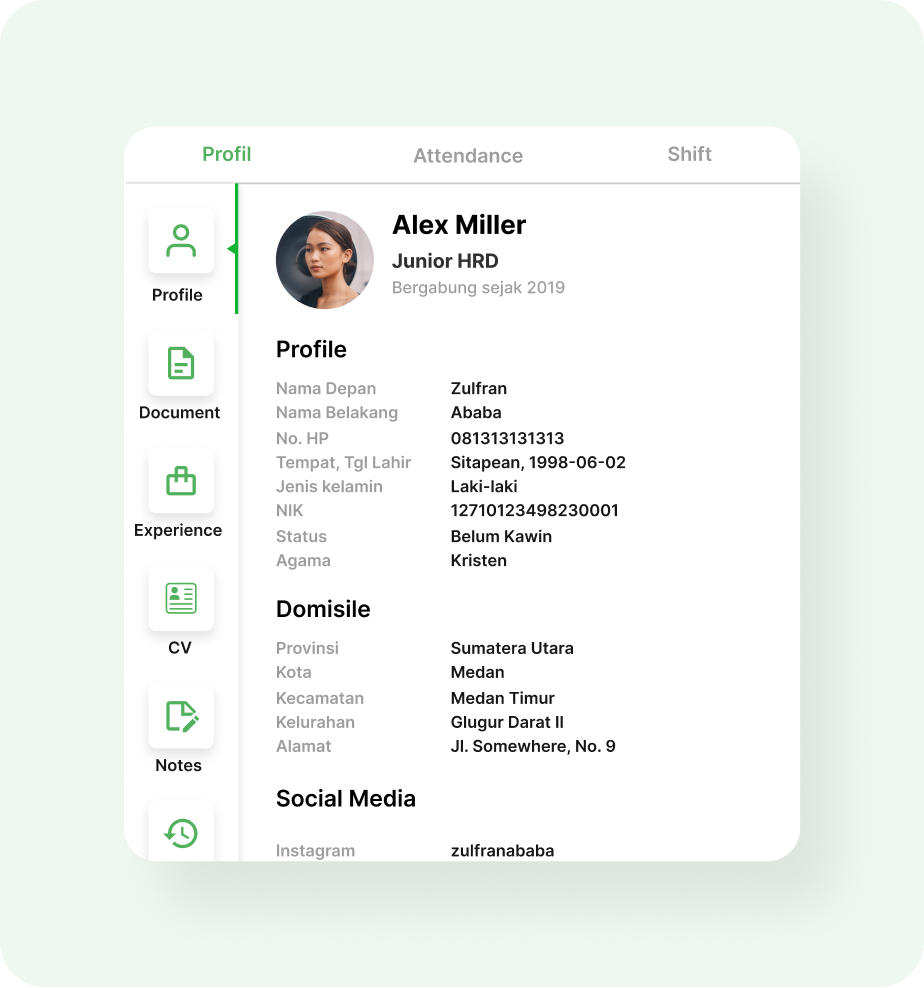 Profil Attendance Shift
Profile
Document
Experience
CV
Notes
Alex Miller
Junior HRD
Bergabung sejak 2019
Profile
Nama Depan Zulfran
Nama Belakang Ababa
No. HP 081313131313
Tempat, Tgl Lahir Sitapean, 1998-06-02
Jenis kelamin Laki-laki
NIK 12710123498230001
Status Belum Kawin
Agama Kristen
Domisile
Provinsi Sumatera Utara
Kota Medan
Kecamatan Medan Timur
Kelurahan Glugur Darat II
Alamat Jl. Somewhere, No. 9
Social Media
Instagram zulfranababa